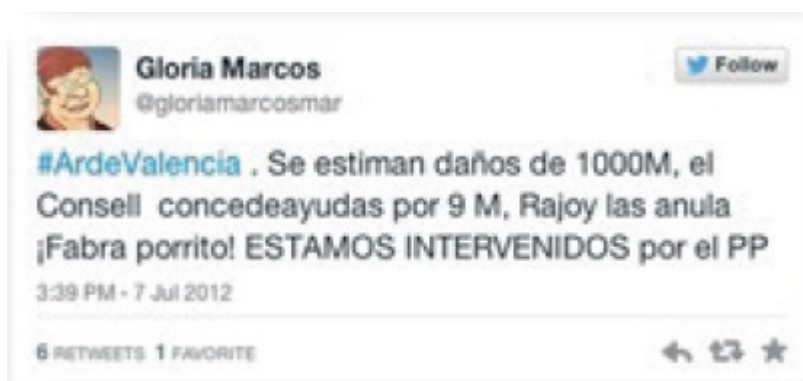 Gloria Marcos
Follow
@gloriamarcosmar
#ArdeValencia . Se estiman daños de 1000M, el
Consell concedeayudas por 9 M, Rajoy las anula
¡Fabra porrito! ESTAMOS INTERVENIDOS por el PP
3:39 PM - 7 Jul 2012
6 RETWEETS 1 FAVORITE